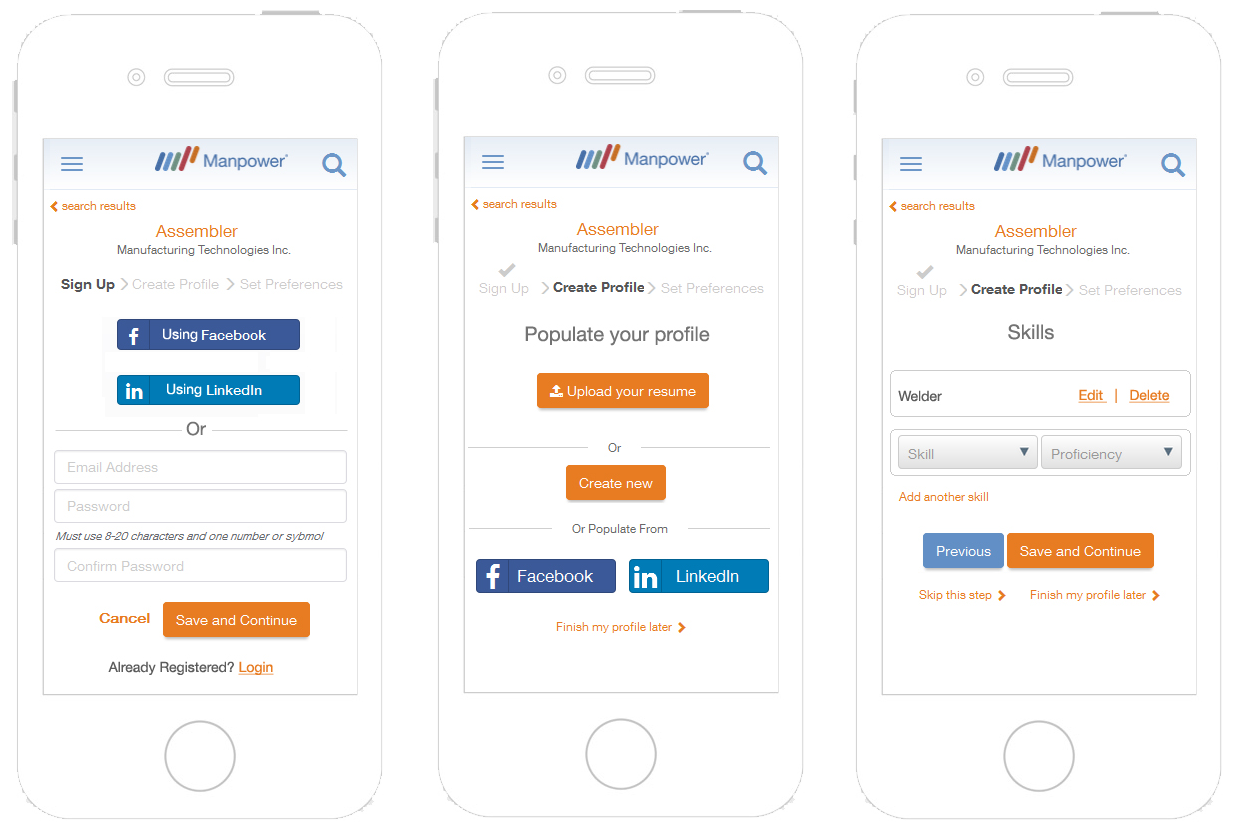 Manpower
search results
Assembler
Manufacturing Technologies Inc.
Sign Up Create Profile Set Preferences
f Using Facebook
in Using LinkedIn
Or
Email Address
Password
Must use 8-20 characters and one number or sybmol
Confirm Password
Cancel Save and Continue
Already Registered? Login
Manpower
search results
Assembler
Manufacturing Technologies Inc.
Sign Up Create Profile Set Preferences
Populate your profile
Upload your resume
Or
Create new
Or Populate From
f Facebook in LinkedIn
Finish my profile later
Manpower
search results
Assembler
Manufacturing Technologies Inc.
Sign Up Create Profile Set Preferences
Skills
Welder Edit | Delete
Skill Proficiency
Add another skill
Previous Save and Continue
Skip this step Finish my profile later